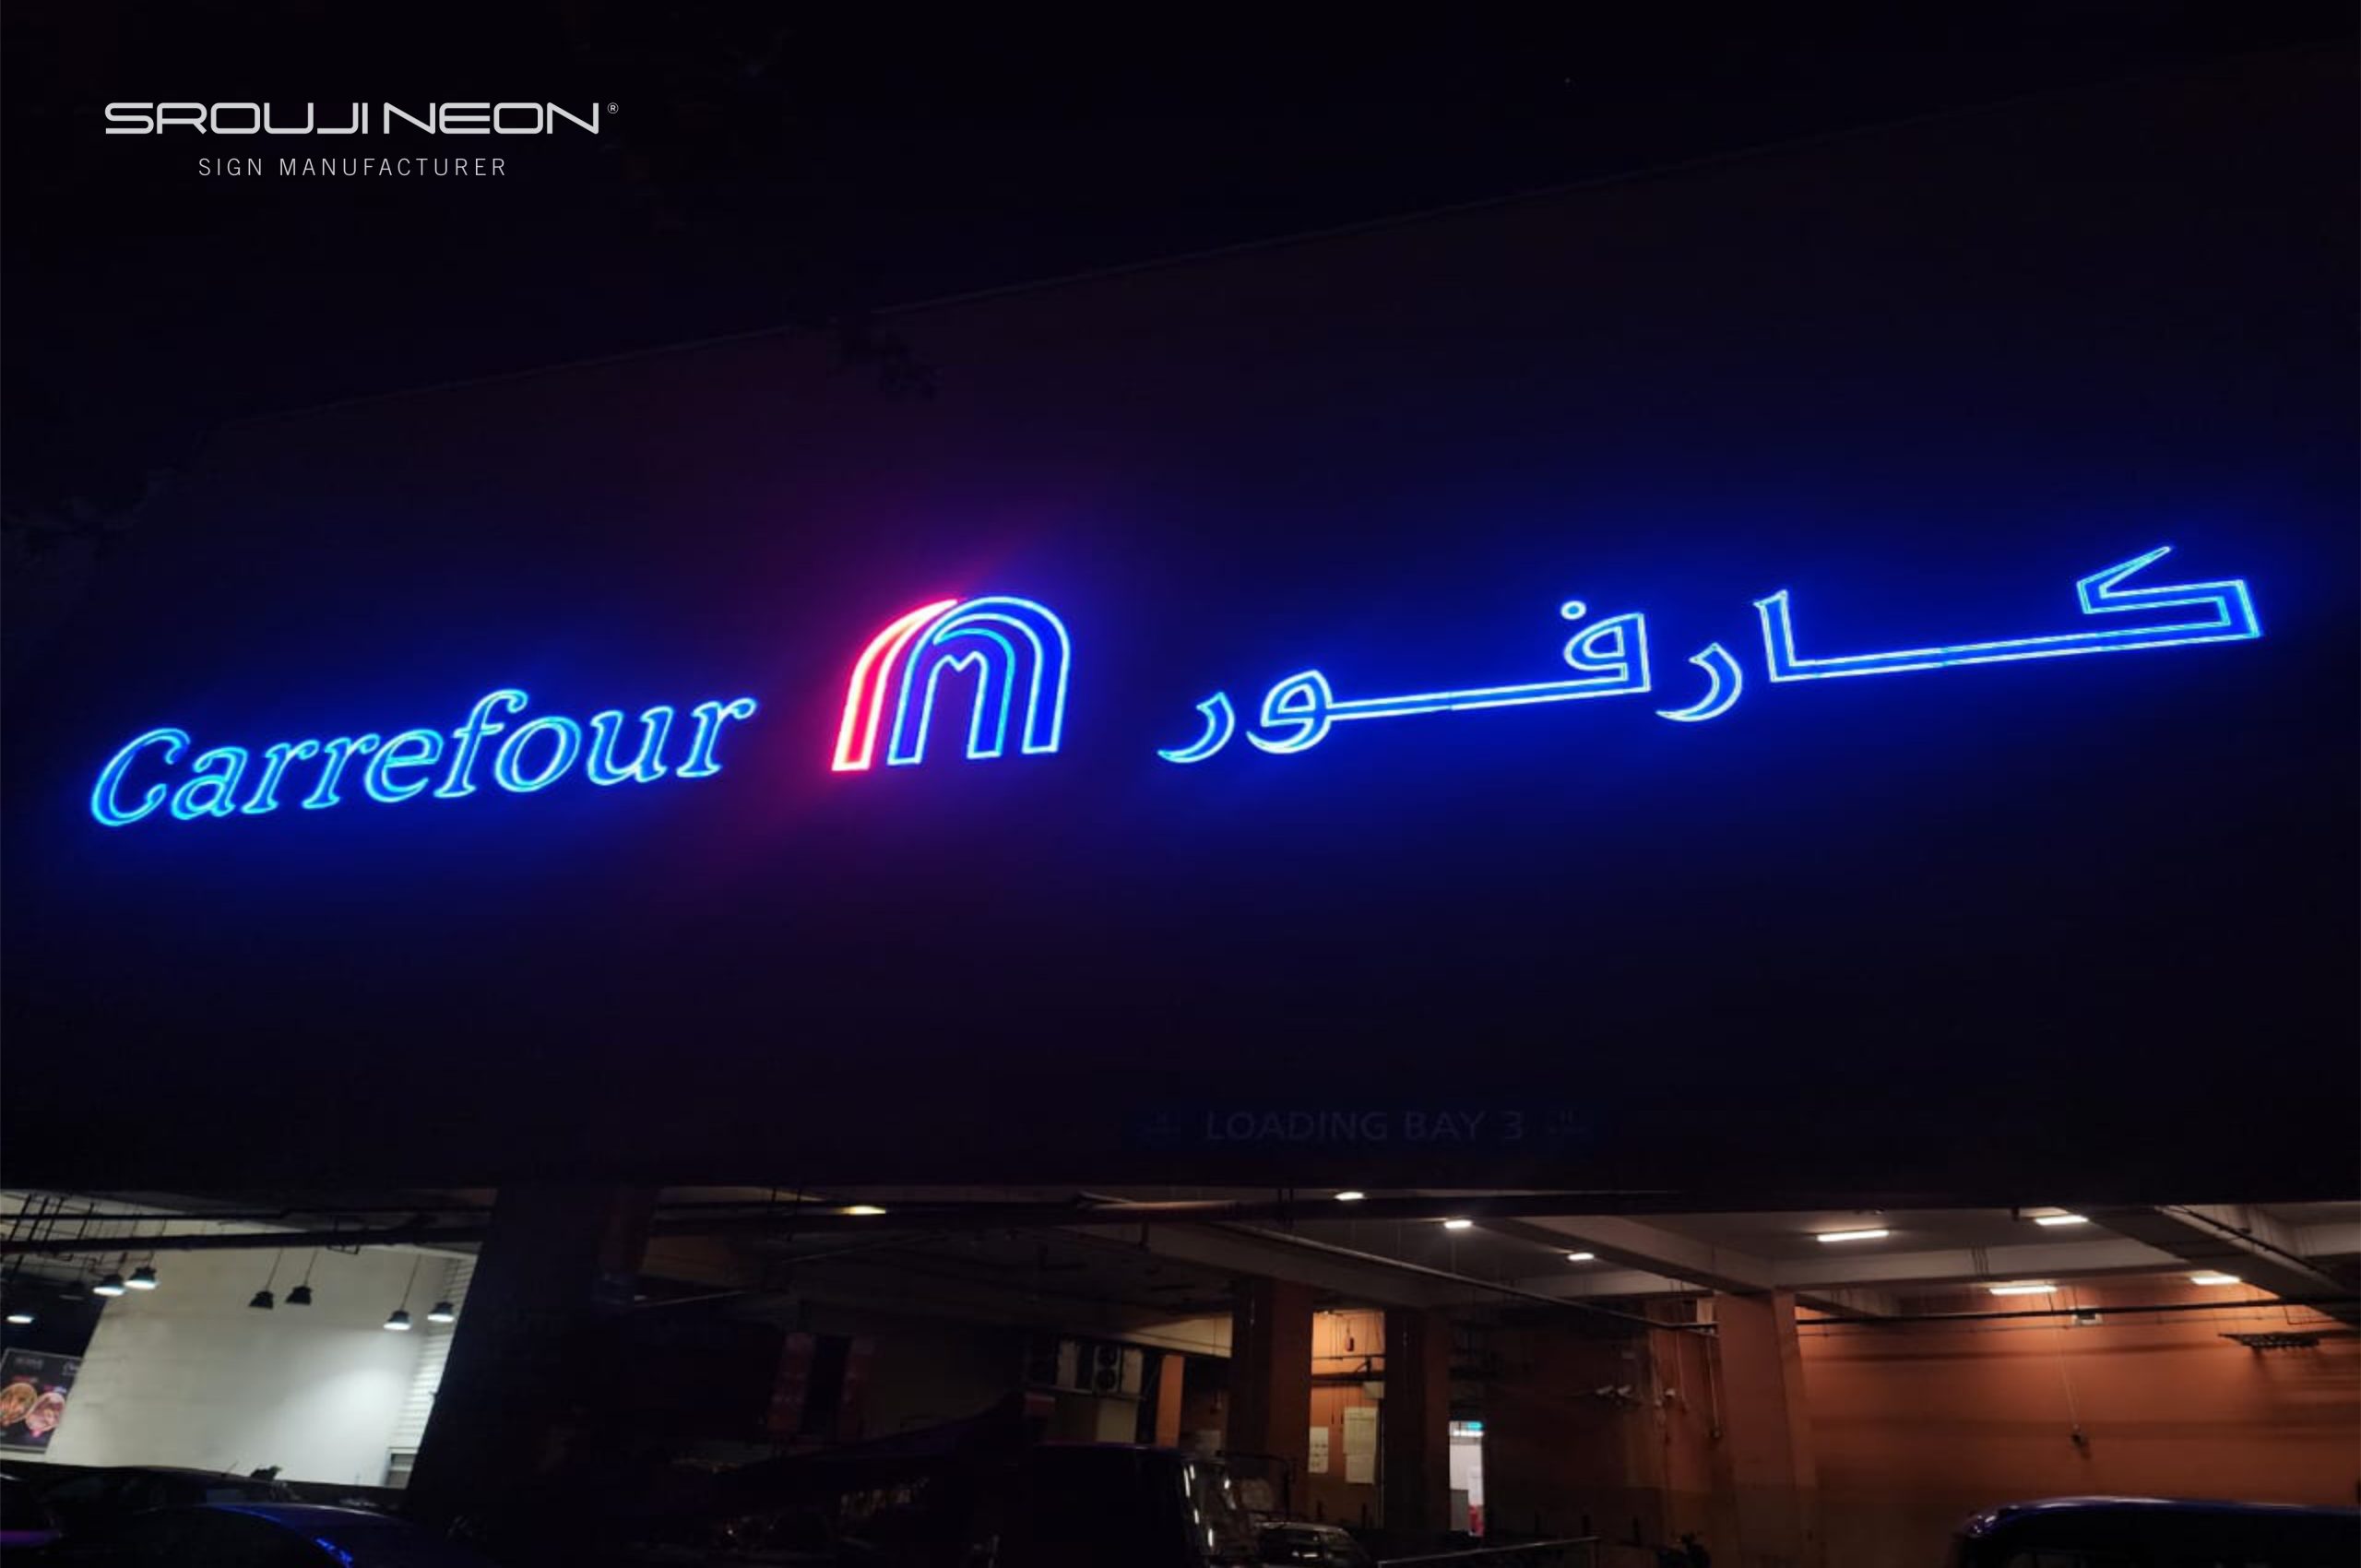 SROUJI NEON®
SIGN MANUFACTURER
Carrefour كارفور
LOADING BAY 3